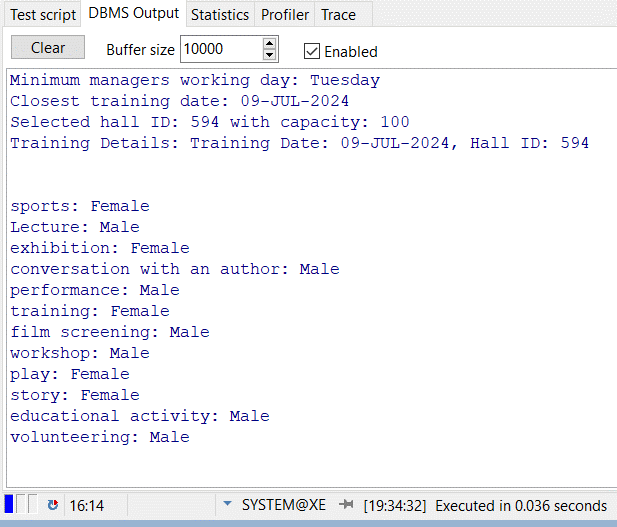 Test script DBMS Output Statistics Profiler Trace
Clear Buffer size 10000 Enabled
Minimum managers working day: Tuesday
Closest training date: 09-JUL-2024
Selected hall ID: 594 with capacity: 100
Training Details: Training Date: 09-JUL-2024, Hall ID: 594
sports: Female
Lecture: Male
exhibition: Female
conversation with an author: Male
performance: Male
training: Female
film screening: Male
workshop: Male
play: Female
story: Female
educational activity: Male
volunteering: Male
16:14 SYSTEM@XE [19:34:32] Executed in 0.036 seconds